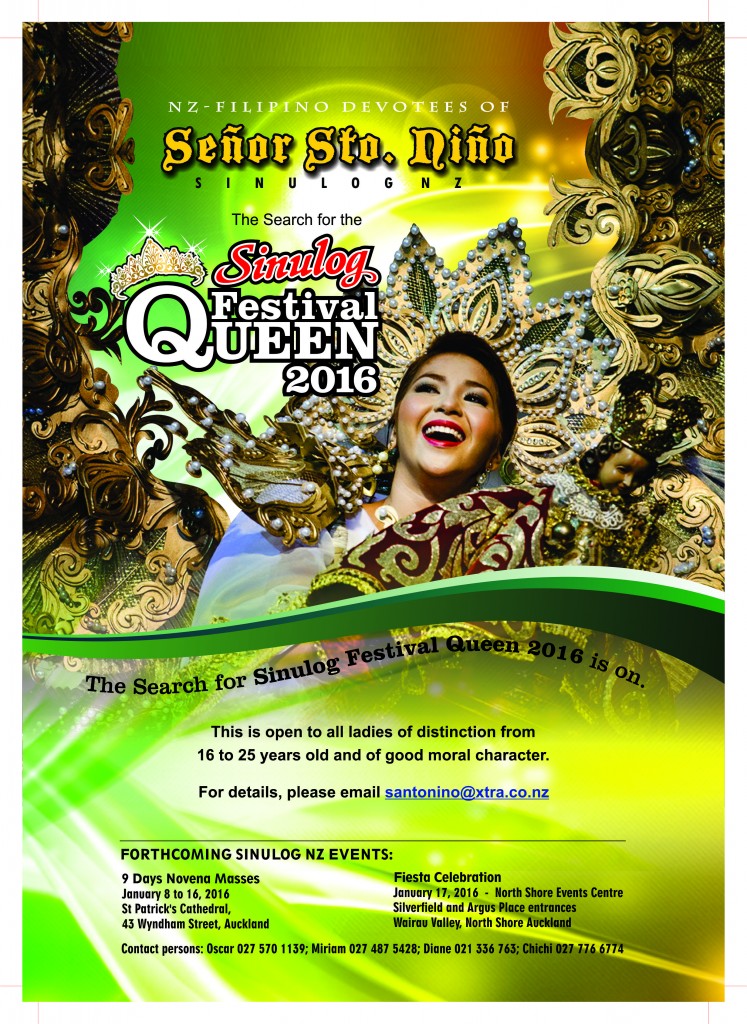 NZ-FILIPINO DEVOTEES OF
Señor Sto. Niño
SINULOGNZ
The Search for the
Sinulog
Festival
QUEEN
2016
The Search for Sinulog Festival Queen 2016 is on.
This is open to all ladies of distinction from
16 to 25 years old and of good moral character.
For details, please email santonino@xtra.co.nz
FORTHCOMING SINULOG NZ EVENTS:
9 Days Novena Masses
January 8 to 16, 2016
St Patrick's Cathedral,
43 Wyndham Street, Auckland
Fiesta Celebration
January 17, 2016 - North Shore Events Centre
Silverfield and Argus Place entrances
Wairau Valley, North Shore Auckland
Contact persons: Oscar 027 570 1139; Miriam 027 487 5428; Diane 021 336 763; Chichi 027 776 6774